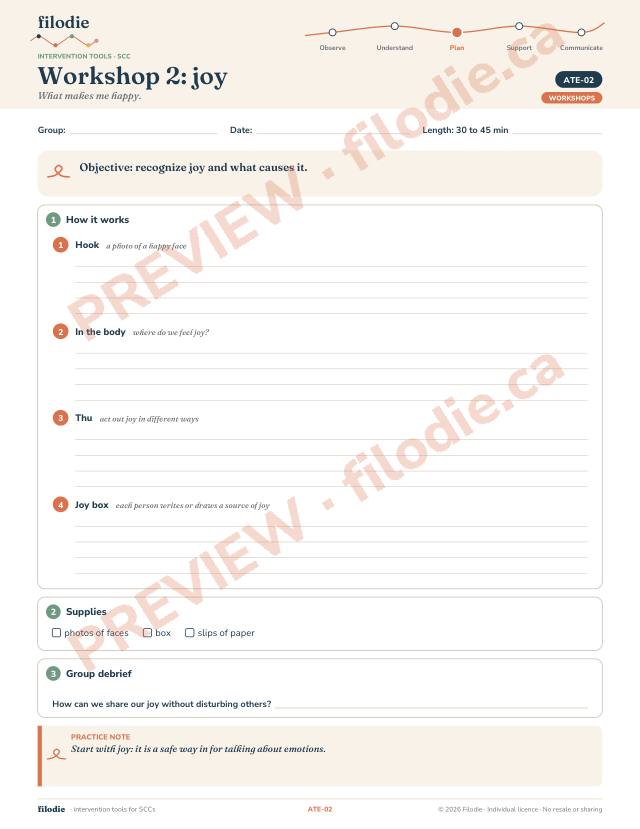 filodie
Observe Understand Plan Support Communicate
INTERVENTION TOOLS · SCC
Workshop 2: joy
What makes me happy.
ATE-02
WORKSHOPS
Group: Date: Length: 30 to 45 min
Objective: recognize joy and what causes it.
1 How it works
1 Hook a photo of a happy face
2 In the body where do we feel joy?
3 Thu act out joy in different ways
4 Joy box each person writes or draws a source of joy
2 Supplies
photos of faces box slips of paper
3 Group debrief
How can we share our joy without disturbing others?
PRACTICE NOTE
Start with joy: it is a safe way in for talking about emotions.
filodie · intervention tools for SCCs ATE-02 © 2026 Filodie · Individual licence · No resale or sharing
PREVIEW · filodie.ca
PREVIEW · filodie.ca